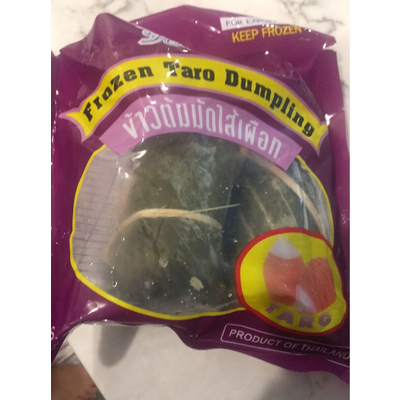 FOR EXPORT
KEEP FROZEN
Frozen Taro Dumpling
ข้าวต้มมัดไส้เผือก
TARO
PRODUCT OF THAILAND